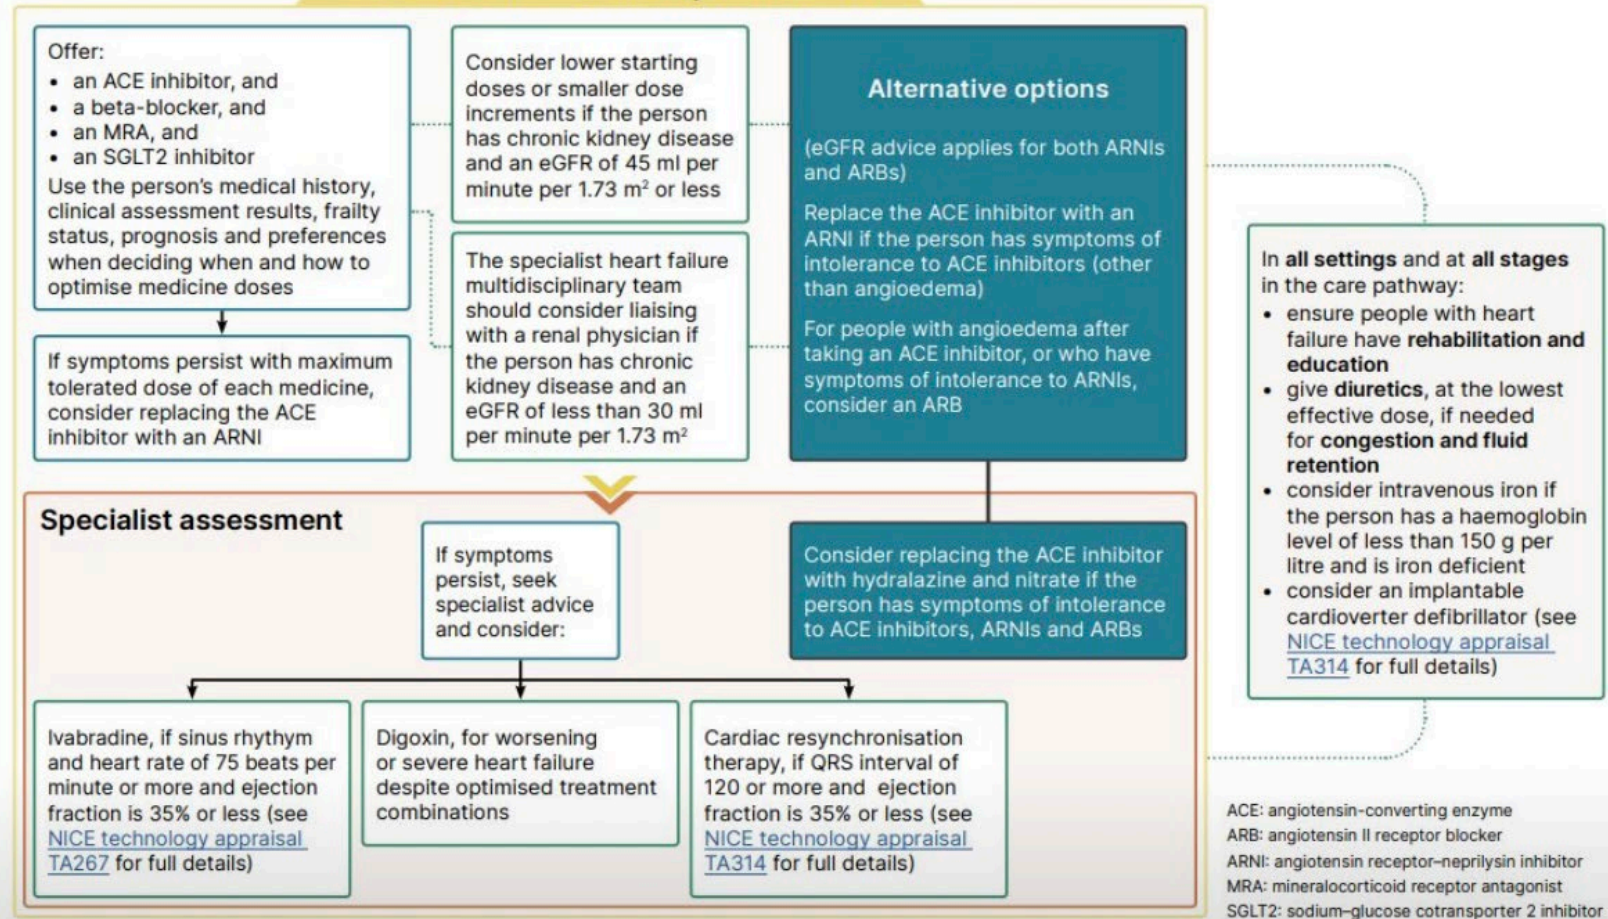 Offer:
• an ACE inhibitor, and
• a beta-blocker, and
• an MRA, and
• an SGLT2 inhibitor
Use the person's medical history,
clinical assessment results, frailty
status, prognosis and preferences
when deciding when and how to
optimise medicine doses
If symptoms persist with maximum
tolerated dose of each medicine,
consider replacing the ACE
inhibitor with an ARNI
Consider lower starting
doses or smaller dose
increments if the person
has chronic kidney disease
and an eGFR of 45 ml per
minute per 1.73 m² or less
The specialist heart failure
multidisciplinary team
should consider liaising
with a renal physician if
the person has chronic
kidney disease and an
eGFR of less than 30 ml
per minute per 1.73 m²
Alternative options
(eGFR advice applies for both ARNIs
and ARBs)
Replace the ACE inhibitor with an
ARNI if the person has symptoms of
intolerance to ACE inhibitors (other
than angioedema)
For people with angioedema after
taking an ACE inhibitor, or who have
symptoms of intolerance to ARNIs,
consider an ARB
Specialist assessment
If symptoms
persist, seek
specialist advice
and consider:
Consider replacing the ACE inhibitor
with hydralazine and nitrate if the
person has symptoms of intolerance
to ACE inhibitors, ARNIs and ARBs
Ivabradine, if sinus rhythym
and heart rate of 75 beats per
minute or more and ejection
fraction is 35% or less (see
NICE technology appraisal
TA267 for full details)
Digoxin, for worsening
or severe heart failure
despite optimised treatment
combinations
Cardiac resynchronisation
therapy, if QRS interval of
120 or more and ejection
fraction is 35% or less (see
NICE technology appraisal
TA314 for full details)
In all settings and at all stages
in the care pathway:
• ensure people with heart
failure have rehabilitation and
education
• give diuretics, at the lowest
effective dose, if needed
for congestion and fluid
retention
• consider intravenous iron if
the person has a haemoglobin
level of less than 150 g per
litre and is iron deficient
• consider an implantable
cardioverter defibrillator (see
NICE technology appraisal
TA314 for full details)
ACE: angiotensin-converting enzyme
ARB: angiotensin II receptor blocker
ARNI: angiotensin receptor–neprilysin inhibitor
MRA: mineralocorticoid receptor antagonist
SGLT2: sodium–glucose cotransporter 2 inhibitor